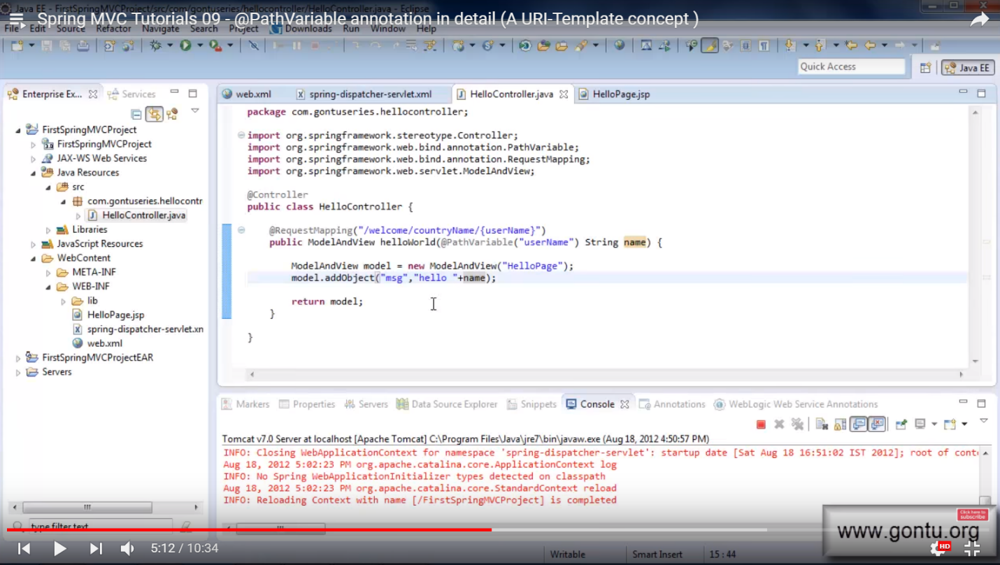 Java EE - FirstSpringMVCProject/src/com/gontuseries/hellocontroller/HelloController.java - Eclipse
Spring MVC Tutorials 09 - @PathVariable annotation in detail (A URI-Template concept )
File Edit Source Refactor Navigate Search Project Downloads Run Window Help
Quick Access
Java EE
Enterprise Ex...
Services
web.xml
spring-dispatcher-servlet.xml
HelloController.java
HelloPage.jsp
FirstSpringMVCProject
3.0 FirstSpringMVCProject
JAX-WS Web Services
Java Resources
src
com.gontuseries.hellocontr
HelloController.java
Libraries
JavaScript Resources
WebContent
META-INF
WEB-INF
lib
HelloPage.jsp
spring-dispatcher-servlet.xn
web.xml
FirstSpringMVCProjectEAR
Servers
type filter text
package com.gontuseries.hellocontroller;
import org.springframework.stereotype.Controller;
import org.springframework.web.bind.annotation.PathVariable;
import org.springframework.web.bind.annotation.RequestMapping;
import org.springframework.web.servlet.ModelAndView;
@Controller
public class HelloController {
@RequestMapping("/welcome/countryName/{userName}")
public ModelAndView helloWorld(@PathVariable("userName") String name) {
ModelAndView model = new ModelAndView("HelloPage");
model.addObject("msg","hello "+name);
return model;
}
}
Markers Properties Servers Data Source Explorer Snippets Console Annotations WebLogic Web Service Annotations
Tomcat v7.0 Server at localhost [Apache Tomcat] C:\Program Files\Java\jre7\bin\javaw.exe (Aug 18, 2012 4:50:57 PM)
INFO: Closing WebApplicationContext for namespace 'spring-dispatcher-servlet': startup date [Sat Aug 18 16:51:02 IST 2012]; root of cont
Aug 18, 2012 5:02:23 PM org.apache.catalina.core.ApplicationContext log
INFO: No Spring WebApplicationInitializer types detected on classpath
Aug 18, 2012 5:02:23 PM org.apache.catalina.core.StandardContext reload
INFO: Reloading Context with name [/FirstSpringMVCProject] is completed
Click here to
subscribe
www.gontu.org
HD
5:12 / 10:34
Writable
Smart Insert
15 : 44